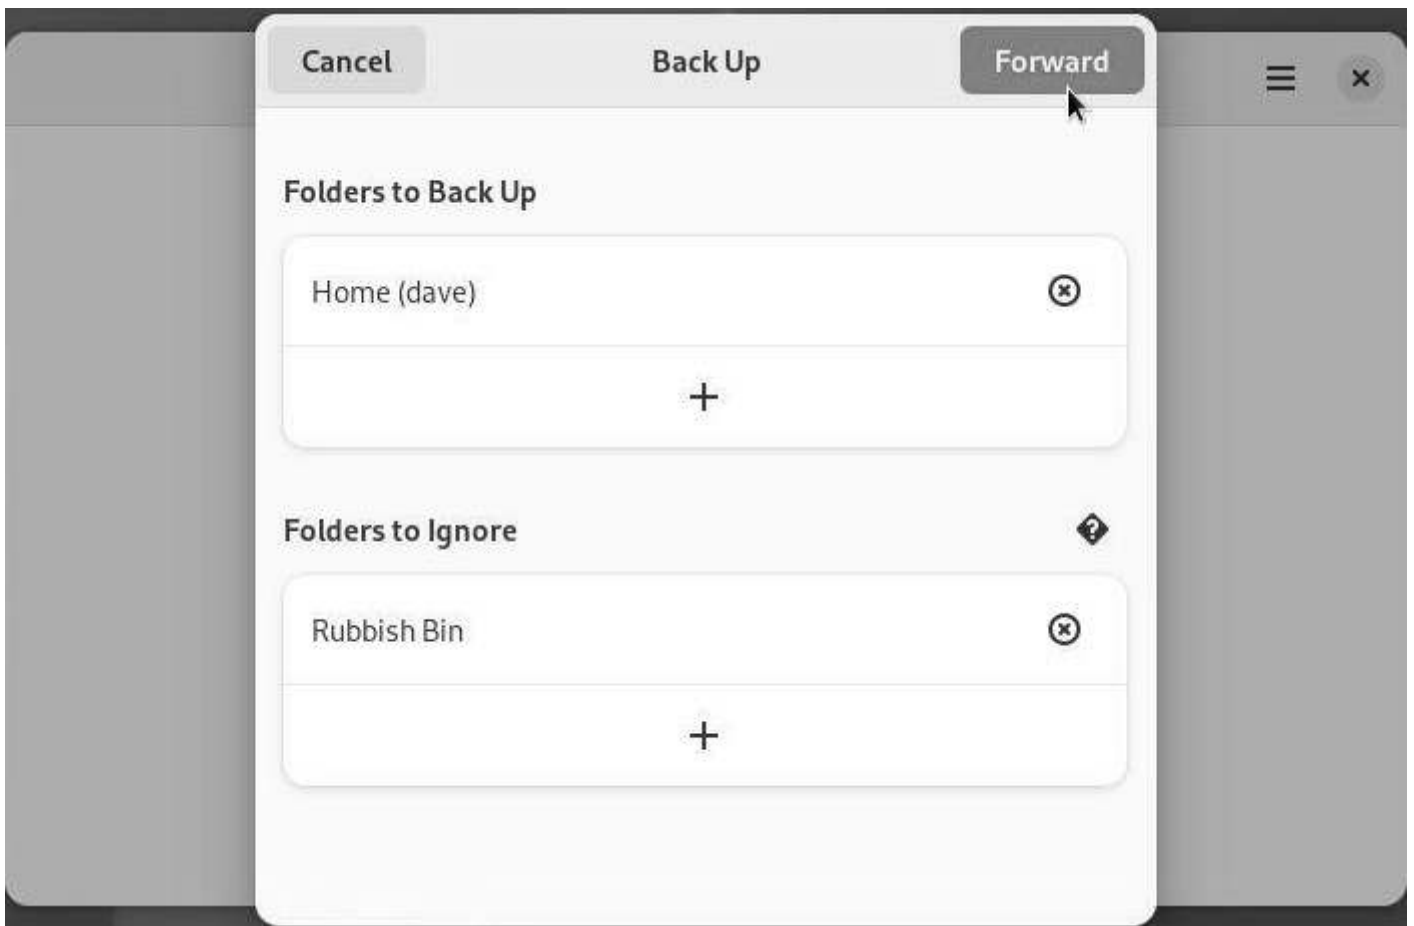 Cancel
Back Up
Forward
Folders to Back Up
Home (dave)
Folders to Ignore
Rubbish Bin